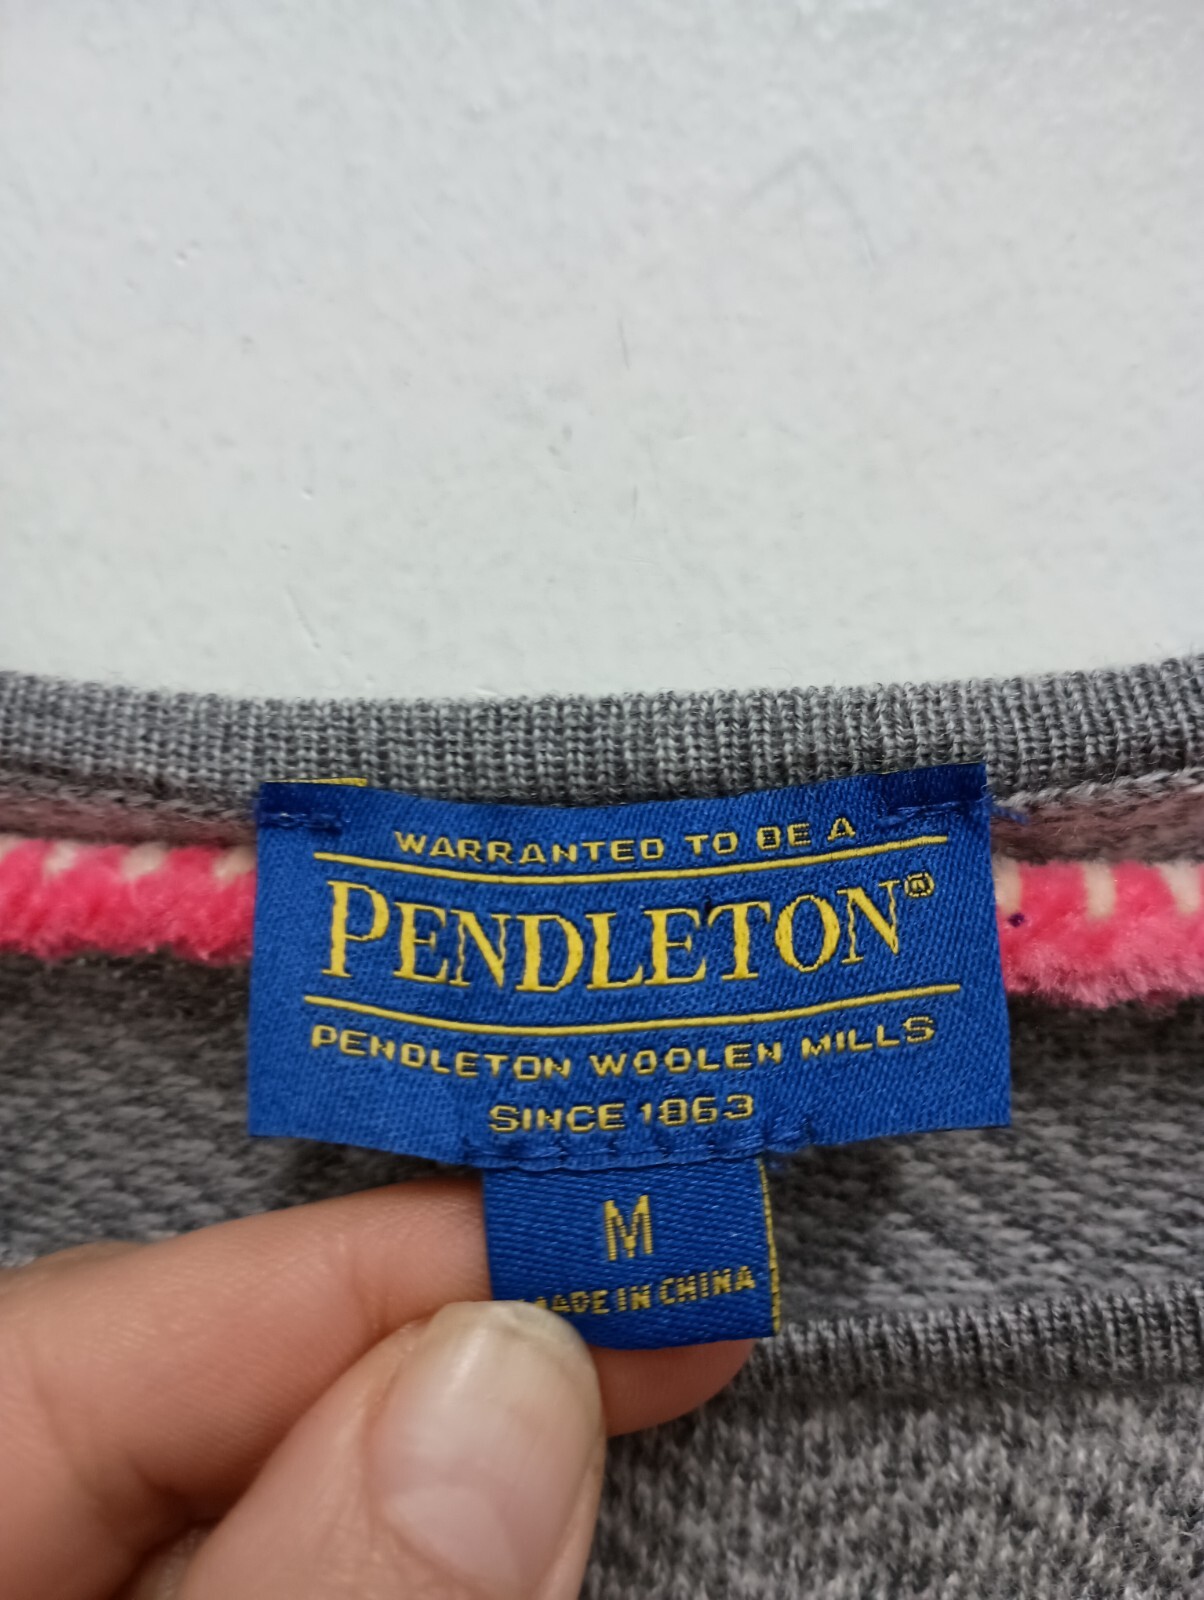 WARRANTED TO BE A
PENDLETON®
PENDLETON WOOLEN MILLS
SINCE 1863
M
MADE IN CHINA